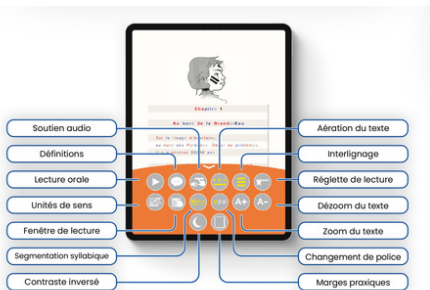 Chapitre 1
Au bord de la Grande-Eau
Soutien audio
Aération du texte
Définitions
Interlignage
Lecture orale
Réglette de lecture
Unités de sens
Dézoom du texte
Fenêtre de lecture
Zoom du texte
Segmentation syllabique
Changement de police
Contraste inversé
Marges praxiques
A+
A-